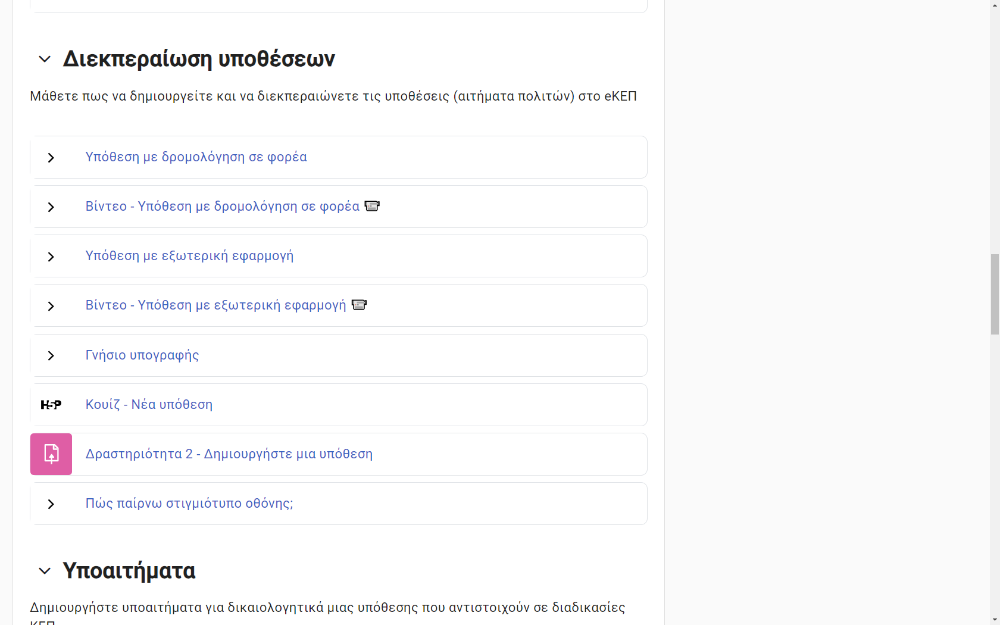 Διεκπεραίωση υποθέσεων
Μάθετε πως να δημιουργείτε και να διεκπεραιώνετε τις υποθέσεις (αιτήματα πολιτών) στο eΚΕΠ
Υπόθεση με δρομολόγηση σε φορέα
Βίντεο - Υπόθεση με δρομολόγηση σε φορέα
Υπόθεση με εξωτερική εφαρμογή
Βίντεο - Υπόθεση με εξωτερική εφαρμογή
Γνήσιο υπογραφής
H5P Κουίζ - Νέα υπόθεση
Δραστηριότητα 2 - Δημιουργήστε μια υπόθεση
Πώς παίρνω στιγμιότυπο οθόνης;
Υποαιτήματα
Δημιουργήστε υποαιτήματα για δικαιολογητικά μιας υπόθεσης που αντιστοιχούν σε διαδικασίες
ΚΕΠ